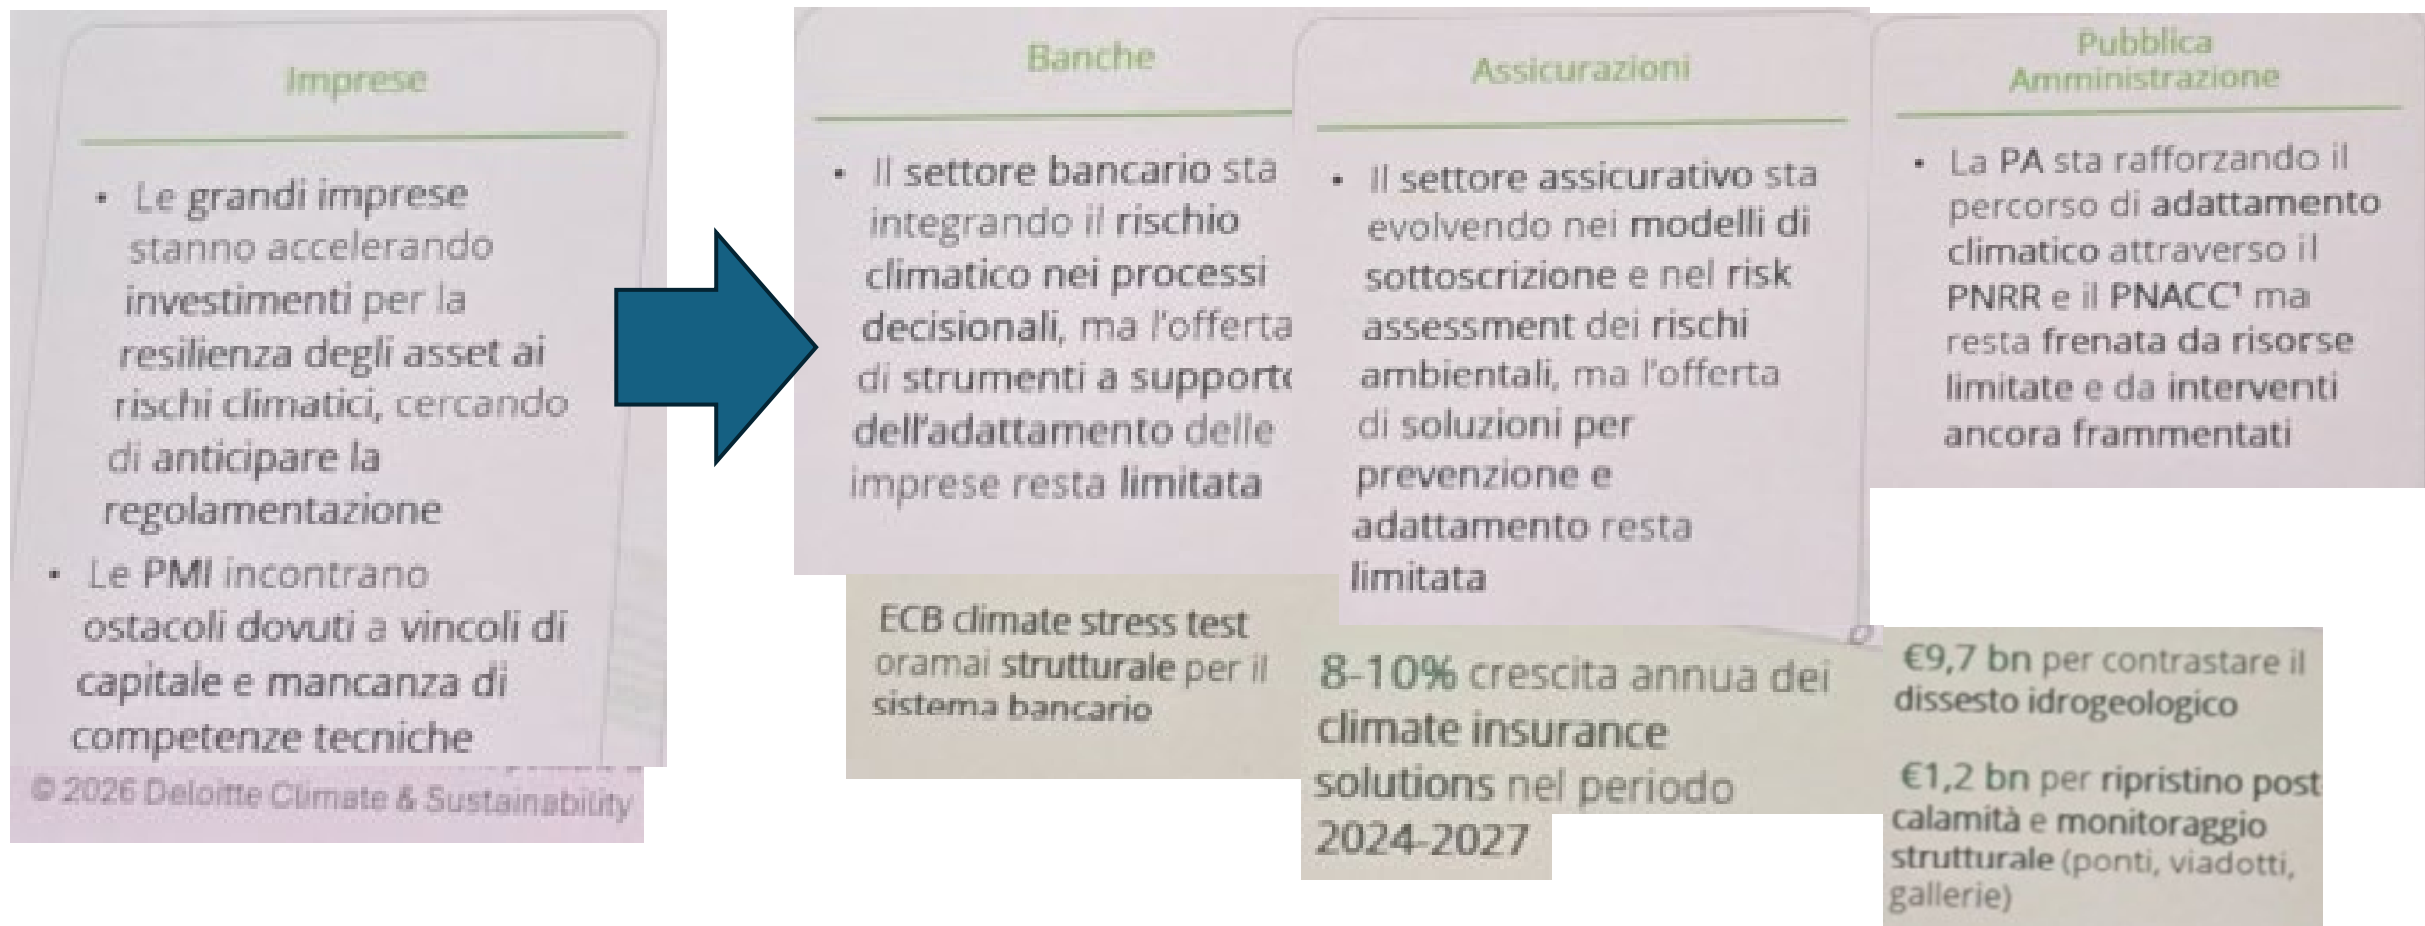 Imprese
• Le grandi imprese
stanno accelerando
investimenti per la
resilienza degli asset ai
rischi climatici, cercando
di anticipare la
regolamentazione
• Le PMI incontrano
ostacoli dovuti a vincoli di
capitale e mancanza di
competenze tecniche
© 2026 Deloitte Climate & Sustainability
Banche
• Il settore bancario sta
integrando il rischio
climatico nei processi
decisionali, ma l'offerta
di strumenti a supporto
dell'adattamento delle
imprese resta limitata
ECB climate stress test
oramai strutturale per il
sistema bancario
Assicurazioni
• Il settore assicurativo sta
evolvendo nei modelli di
sottoscrizione e nel risk
assessment dei rischi
ambientali, ma l'offerta
di soluzioni per
prevenzione e
adattamento resta
limitata
8-10% crescita annua dei
climate insurance
solutions nel periodo
2024-2027
Pubblica
Amministrazione
• La PA sta rafforzando il
percorso di adattamento
climatico attraverso il
PNRR e il PNACC¹ ma
resta frenata da risorse
limitate e da interventi
ancora frammentati
€9,7 bn per contrastare il
dissesto idrogeologico
€1,2 bn per ripristino post
calamità e monitoraggio
strutturale (ponti, viadotti,
gallerie)